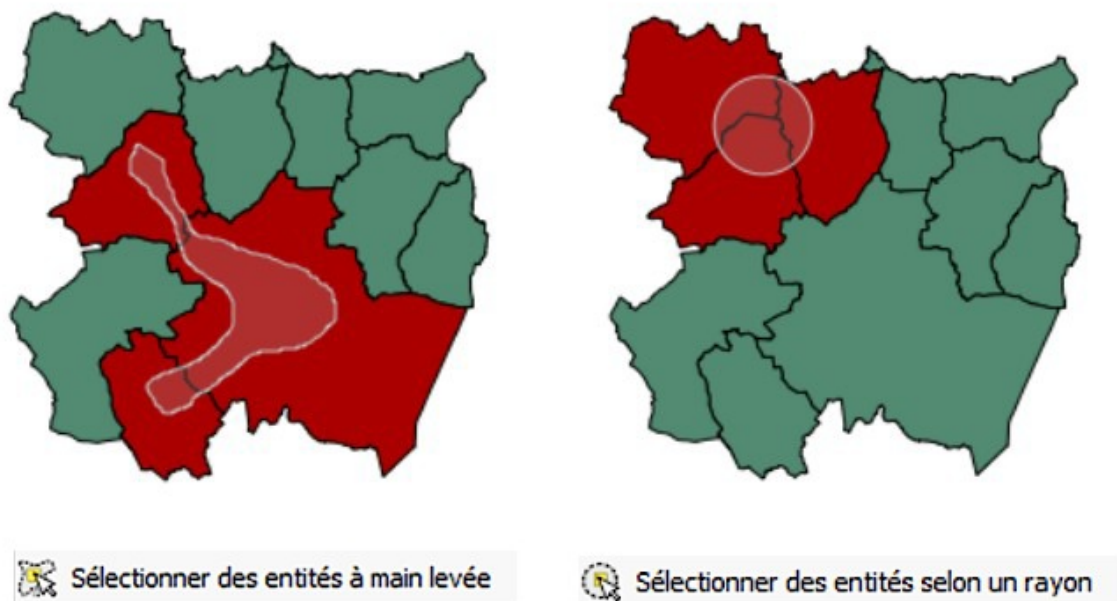 Sélectionner des entités à main levée
Sélectionner des entités selon un rayon